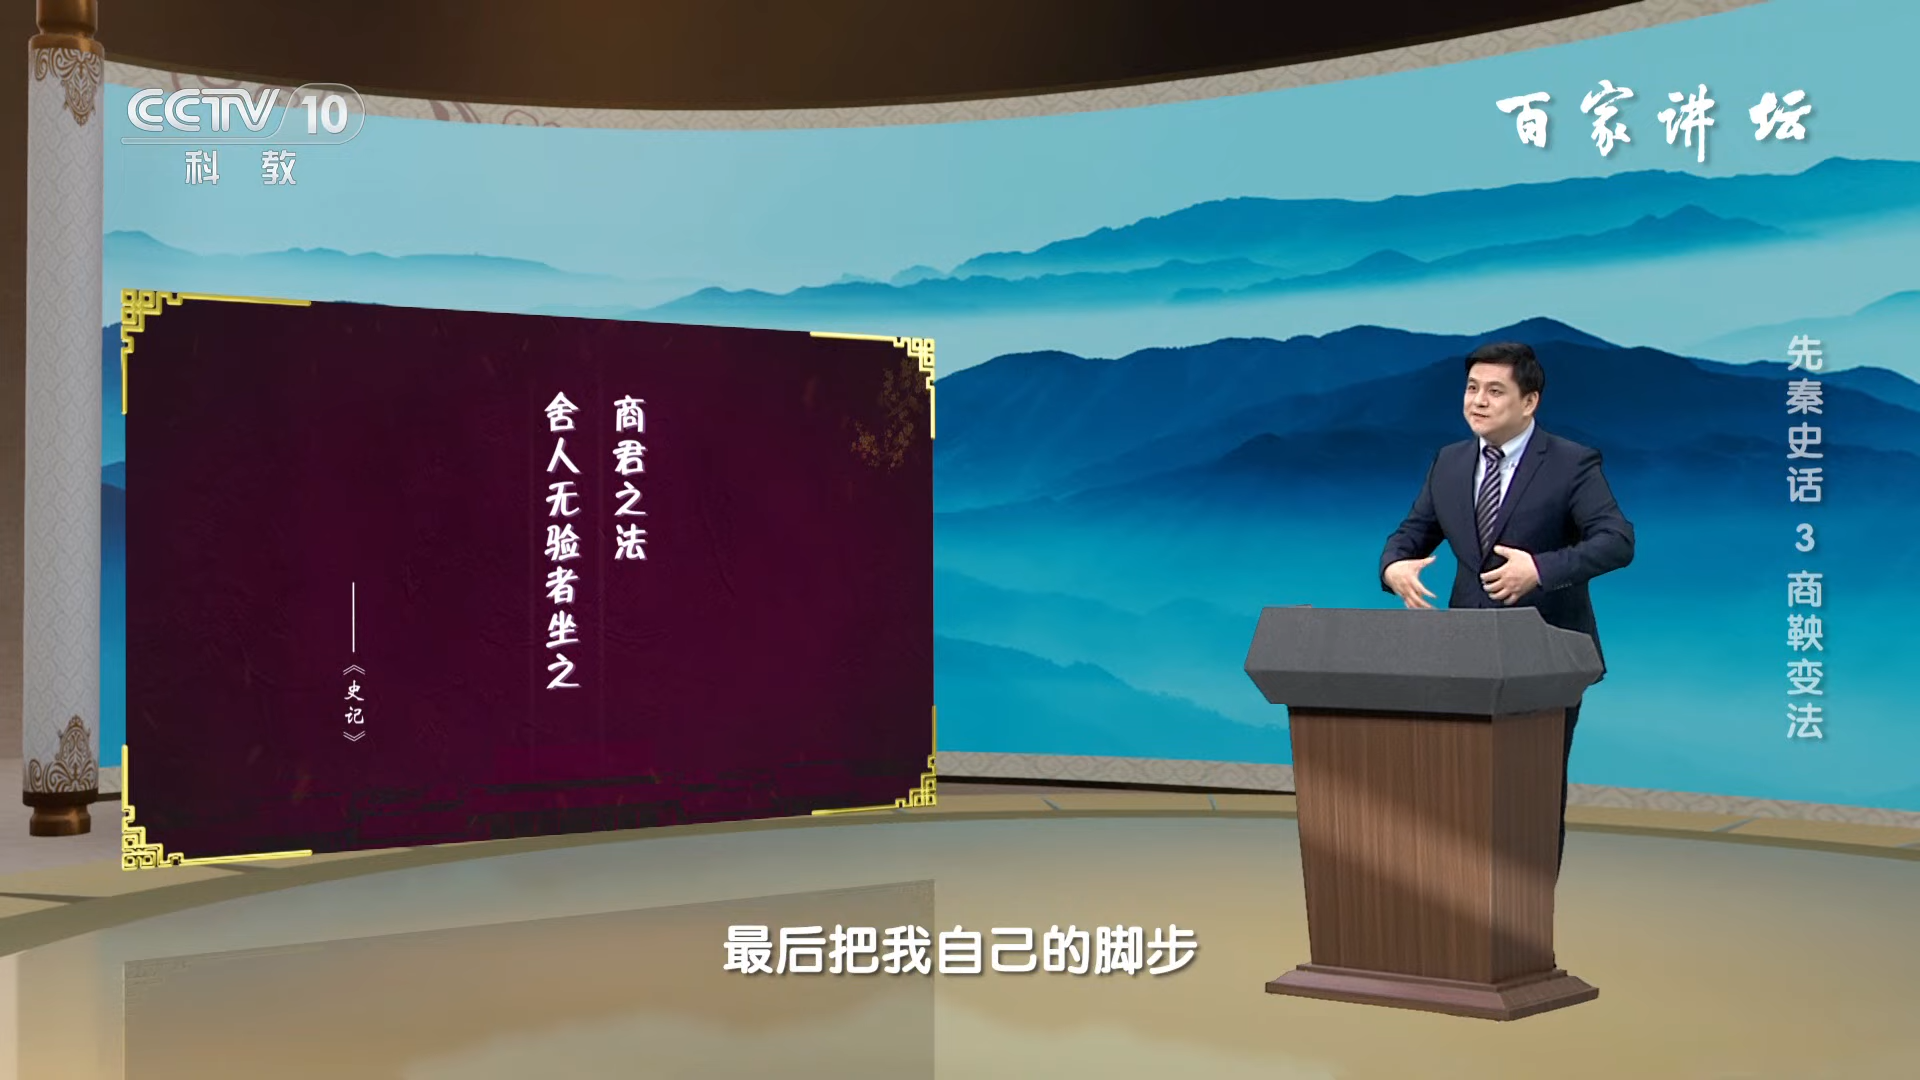 CCTV 10
科教
百家讲坛
商君之法
舍人无验者坐之
——《史记》
先秦史话 3 商鞅变法
最后把我自己的脚步